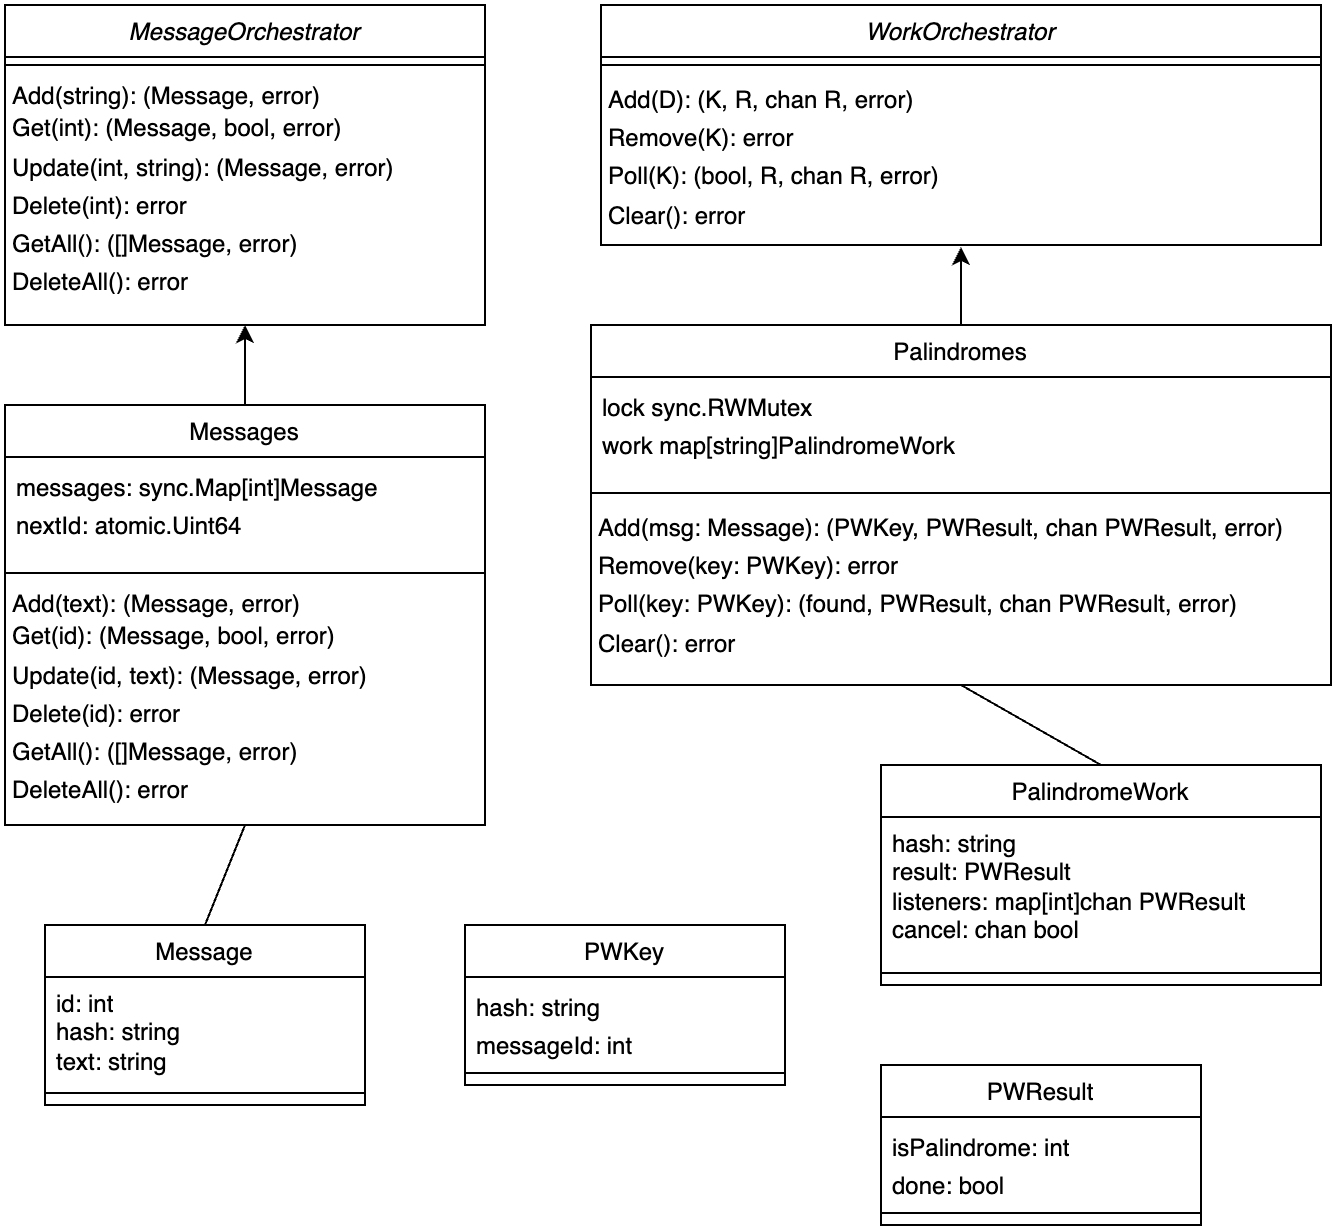 MessageOrchestrator
Add(string): (Message, error)
Get(int): (Message, bool, error)
Update(int, string): (Message, error)
Delete(int): error
GetAll(): ([]Message, error)
DeleteAll(): error
WorkOrchestrator
Add(D): (K, R, chan R, error)
Remove(K): error
Poll(K): (bool, R, chan R, error)
Clear(): error
Messages
messages: sync.Map[int]Message
nextId: atomic.Uint64
Add(text): (Message, error)
Get(id): (Message, bool, error)
Update(id, text): (Message, error)
Delete(id): error
GetAll(): ([]Message, error)
DeleteAll(): error
Palindromes
lock sync.RWMutex
work map[string]PalindromeWork
Add(msg: Message): (PWKey, PWResult, chan PWResult, error)
Remove(key: PWKey): error
Poll(key: PWKey): (found, PWResult, chan PWResult, error)
Clear(): error
PalindromeWork
hash: string
result: PWResult
listeners: map[int]chan PWResult
cancel: chan bool
Message
id: int
hash: string
text: string
PWKey
hash: string
messageId: int
PWResult
isPalindrome: int
done: bool